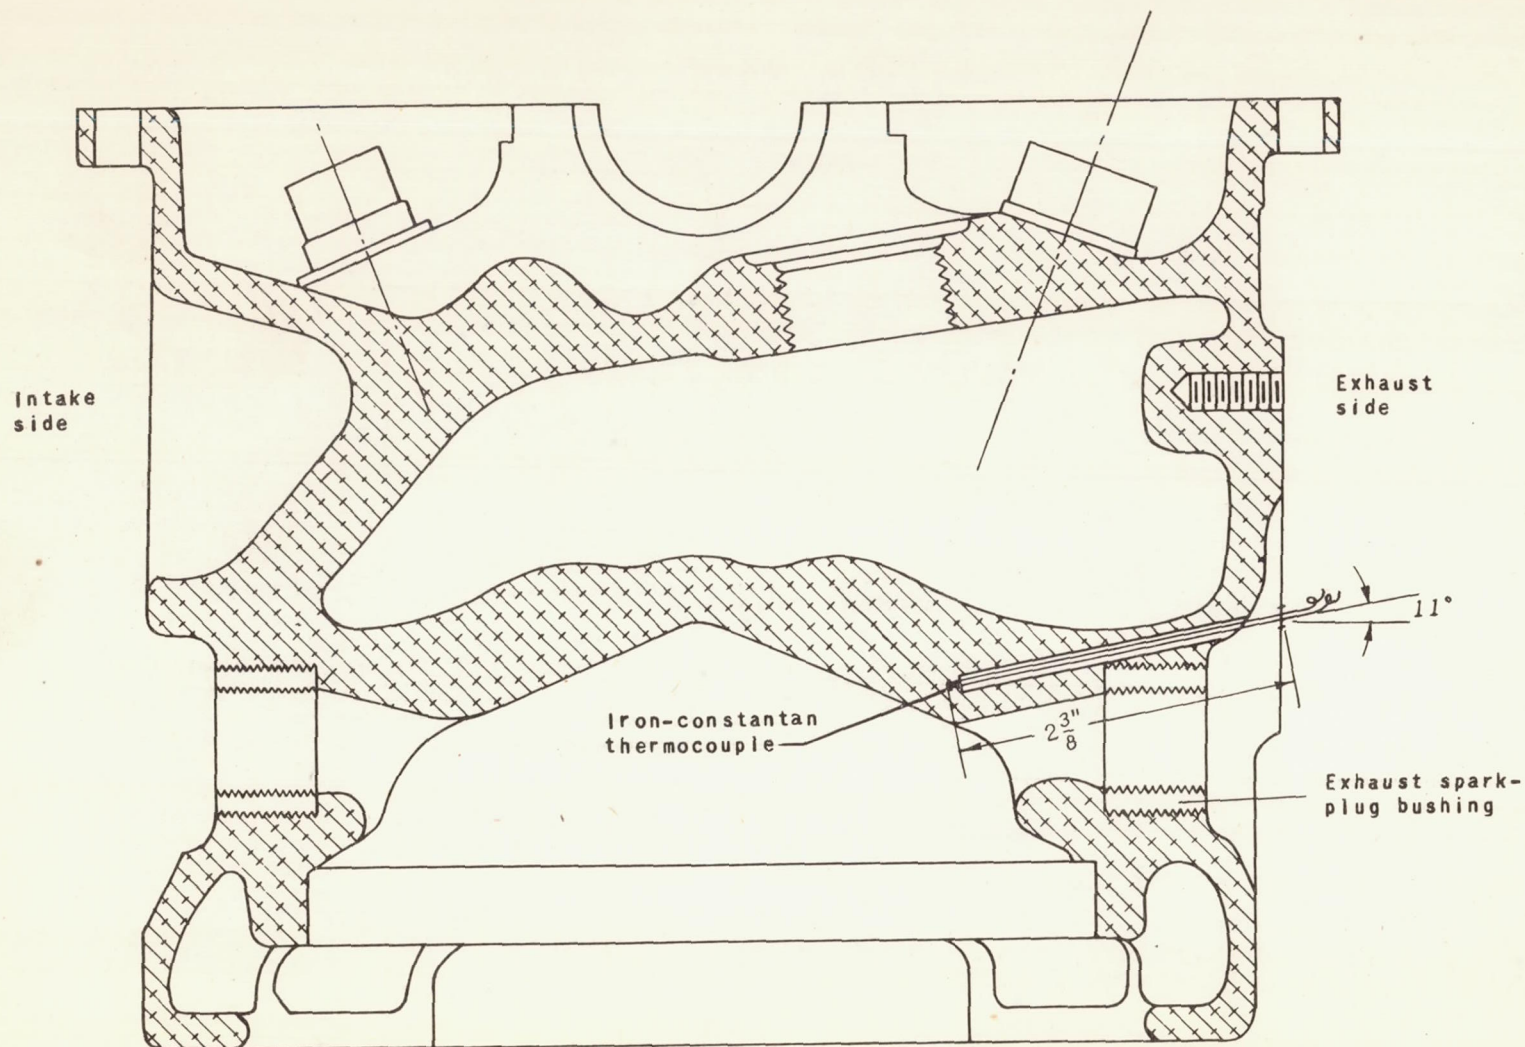 Intake
side
Exhaust
side
11°
Iron-constantan
thermocouple
2 3/8"
Exhaust spark-
plug bushing